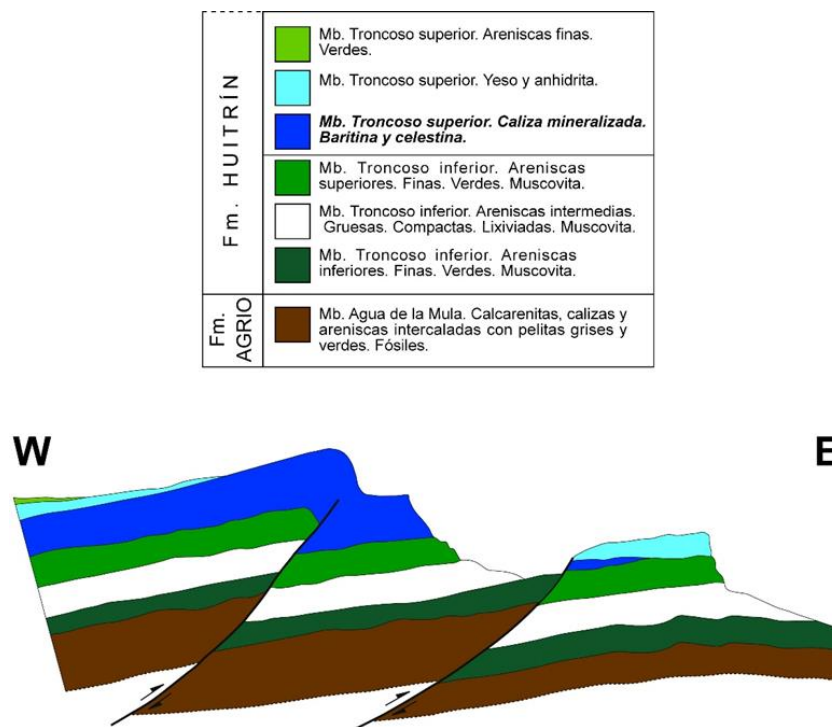 Fm. HUITRÍN
Mb. Troncoso superior. Areniscas finas.
Verdes.
Mb. Troncoso superior. Yeso y anhidrita.
Mb. Troncoso superior. Caliza mineralizada.
Baritina y celestina.
Mb. Troncoso inferior. Areniscas
superiores. Finas. Verdes. Muscovita.
Mb. Troncoso inferior. Areniscas intermedias.
Gruesas. Compactas. Lixiviadas. Muscovita.
Mb. Troncoso inferior. Areniscas
inferiores. Finas. Verdes. Muscovita.
Fm.
AGRIO
Mb. Agua de la Mula. Calcarenitas, calizas y
areniscas intercaladas con pelitas grises y
verdes. Fósiles.
W
E